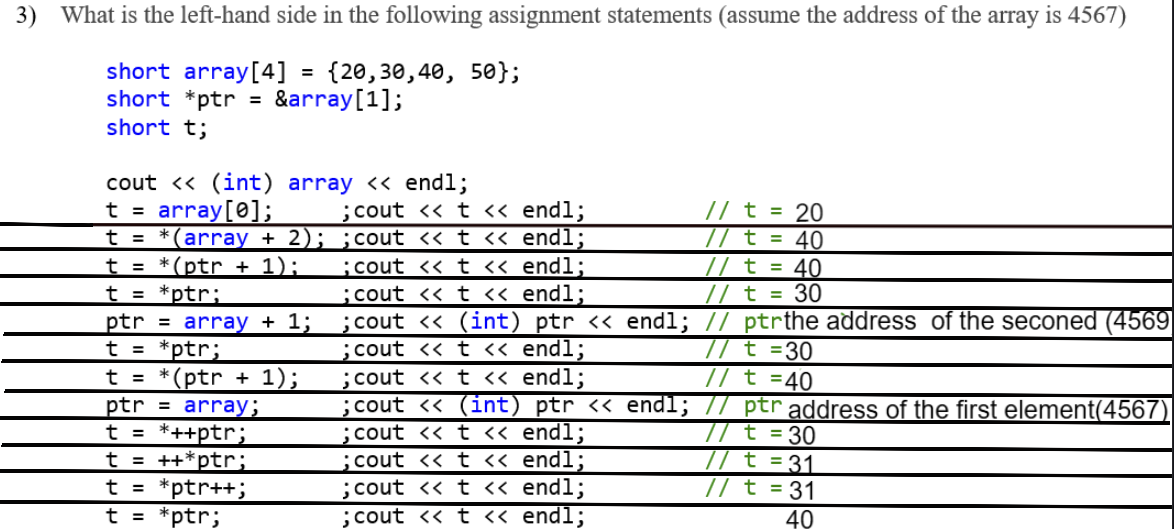 3) What is the left-hand side in the following assignment statements (assume the address of the array is 4567)
short array[4] = {20,30,40, 50};
short *ptr = &array[1];
short t;
cout << (int) array << endl;
t = array[0]; ;cout << t << endl; // t = 20
t = *(array + 2); ;cout << t << endl; // t = 40
t = *(ptr + 1); ;cout << t << endl; // t = 40
t = *ptr; ;cout << t << endl; // t = 30
ptr = array + 1; ;cout << (int) ptr << endl; // ptrthe address of the seconed (4569
t = *ptr; ;cout << t << endl; // t =30
t = *(ptr + 1); ;cout << t << endl; // t =40
ptr = array; ;cout << (int) ptr << endl; // ptr address of the first element(4567)
t = *++ptr; ;cout << t << endl; // t = 30
t = ++*ptr; ;cout << t << endl; // t = 31
t = *ptr++; ;cout << t << endl; // t = 31
t = *ptr; ;cout << t << endl; 40